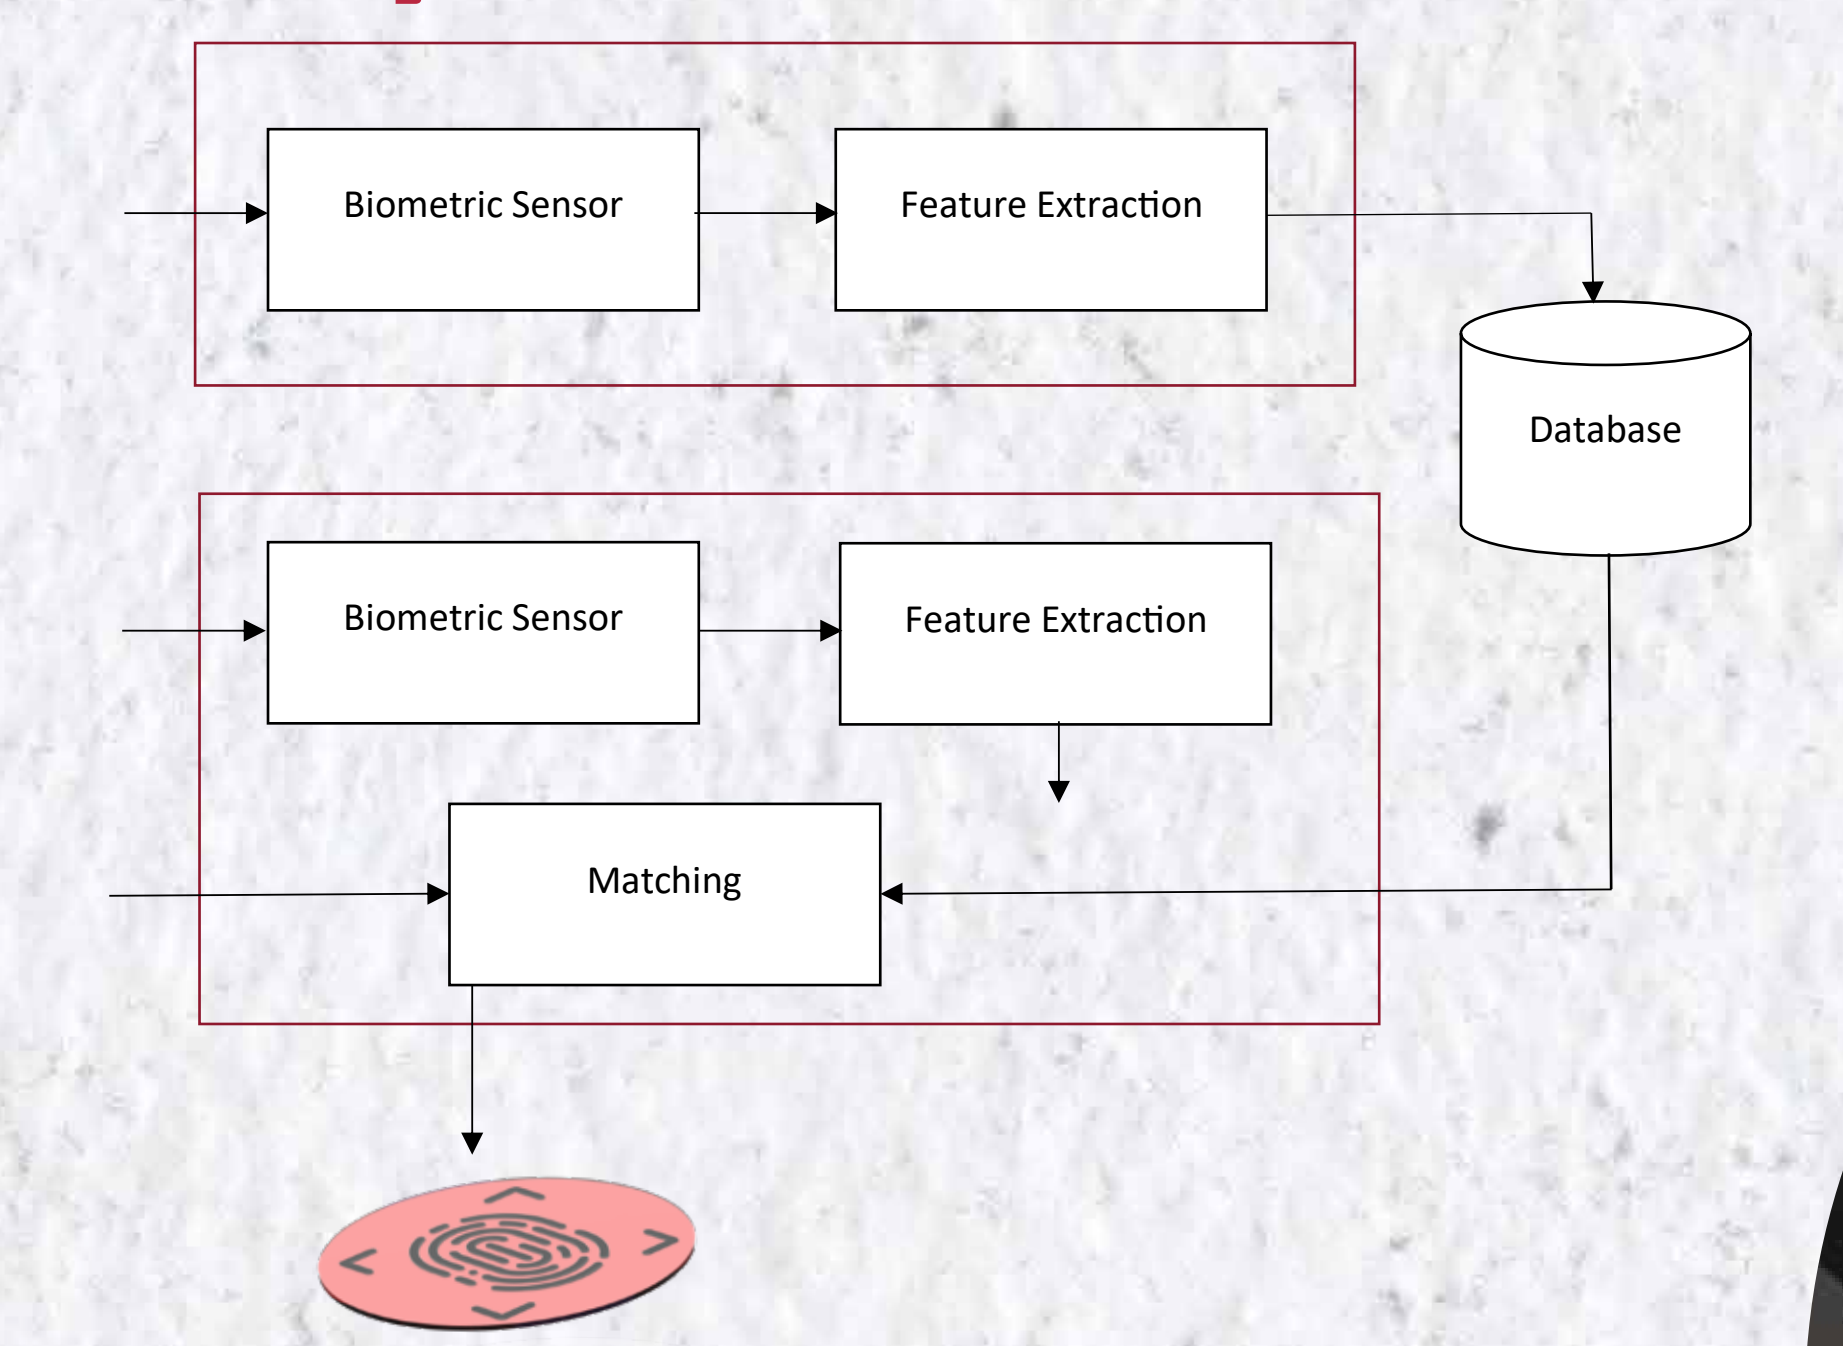 Biometric Sensor
Feature Extraction
Database
Biometric Sensor
Feature Extraction
Matching